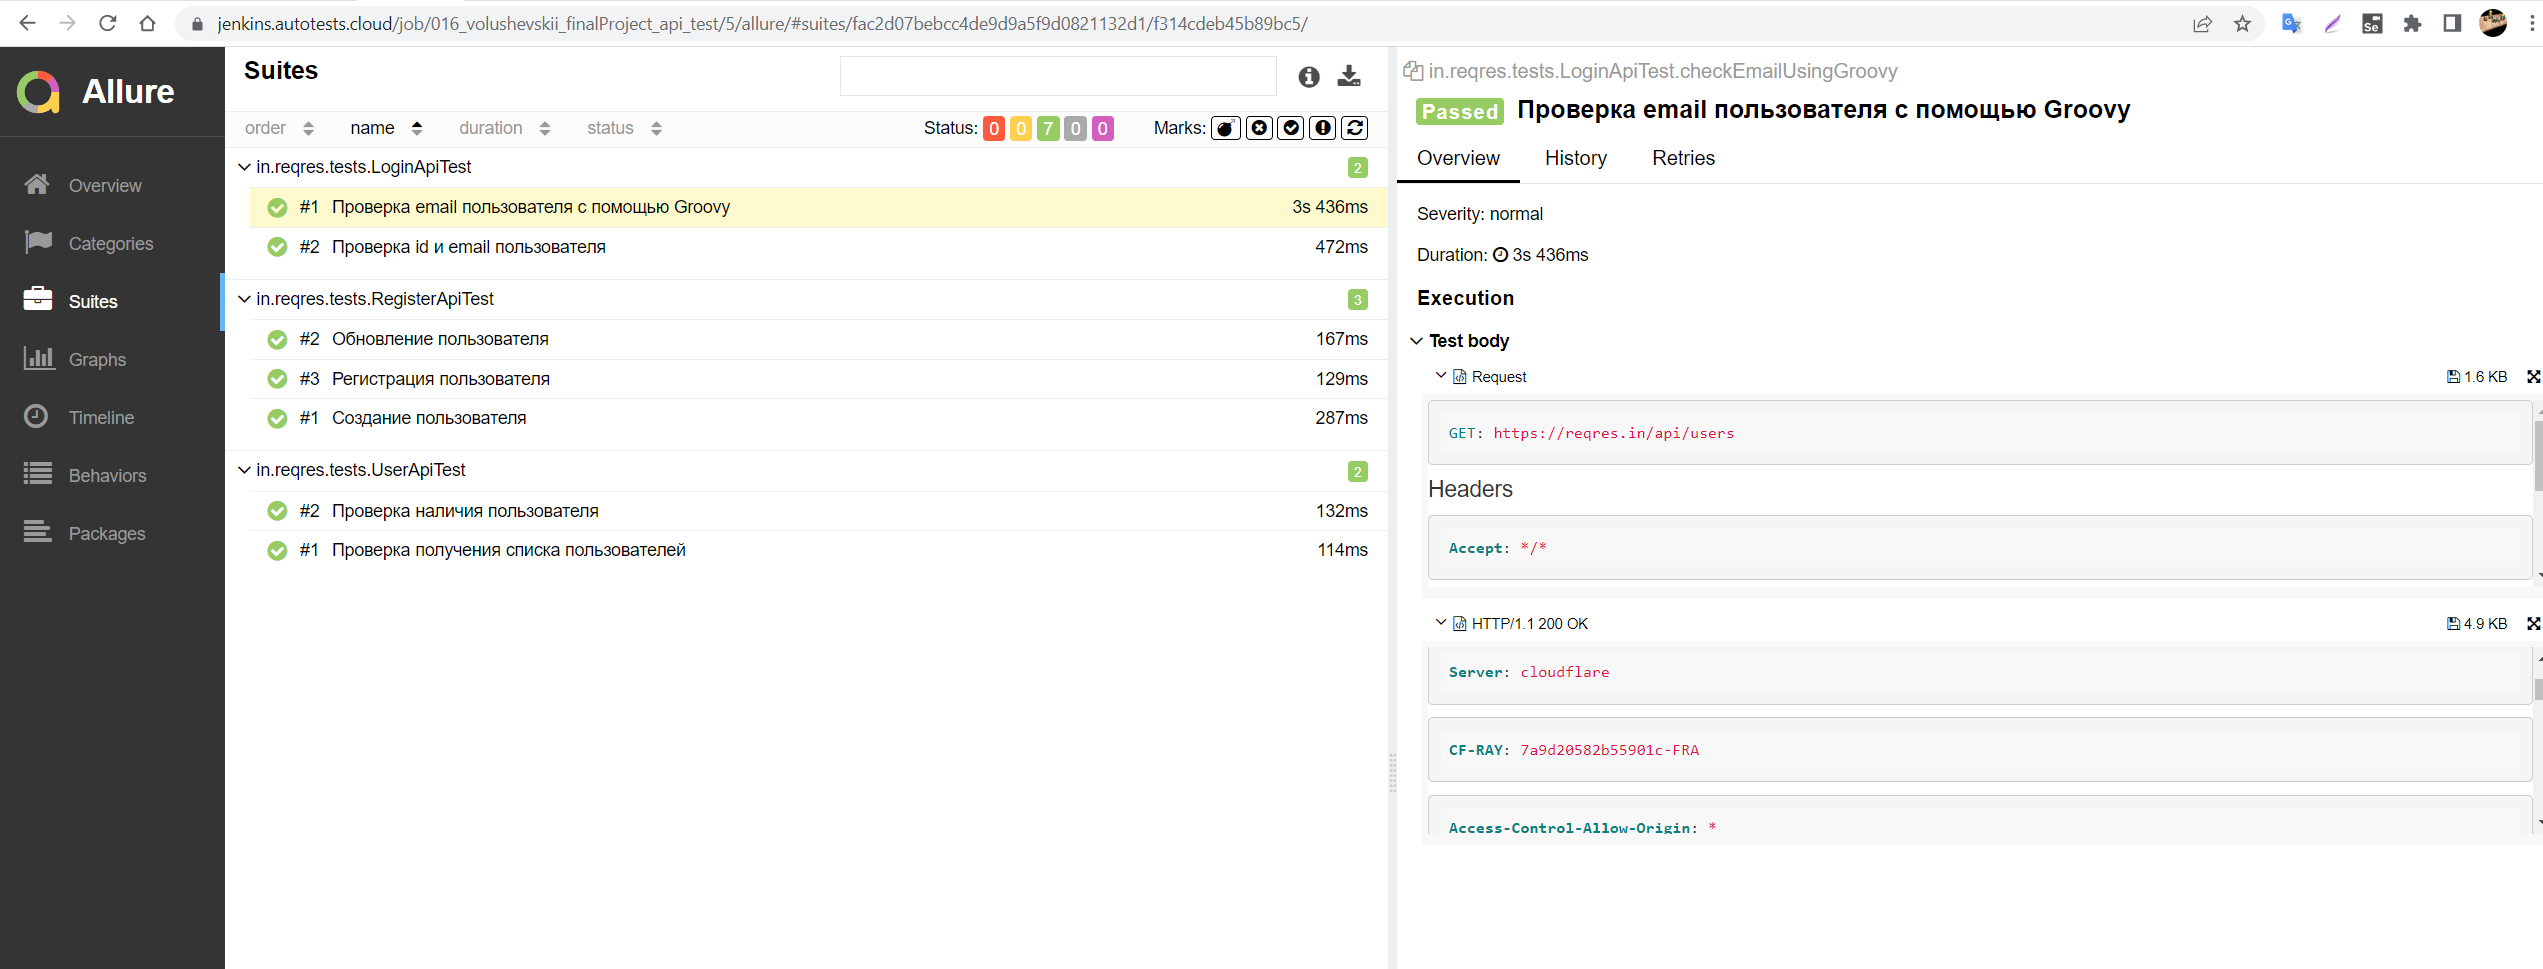 jenkins.autotests.cloud/job/016_volushevskii_finalProject_api_test/5/allure/#suites/fac2d07bebcc4de9d9a5f9d0821132d1/f314cdeb45b89bc5/
Allure
Overview
Categories
Suites
Graphs
Timeline
Behaviors
Packages
Suites
order name duration status Status: 0 0 7 0 0 Marks:
in.reqres.tests.LoginApiTest 2
#1 Проверка email пользователя с помощью Groovy 3s 436ms
#2 Проверка id и email пользователя 472ms
in.reqres.tests.RegisterApiTest 3
#2 Обновление пользователя 167ms
#3 Регистрация пользователя 129ms
#1 Создание пользователя 287ms
in.reqres.tests.UserApiTest 2
#2 Проверка наличия пользователя 132ms
#1 Проверка получения списка пользователей 114ms
in.reqres.tests.LoginApiTest.checkEmailUsingGroovy
Passed Проверка email пользователя с помощью Groovy
Overview History Retries
Severity: normal
Duration: 3s 436ms
Execution
Test body
Request 1.6 KB
GET: https://reqres.in/api/users
Headers
Accept: */*
HTTP/1.1 200 OK 4.9 KB
Server: cloudflare
CF-RAY: 7a9d20582b55901c-FRA
Access-Control-Allow-Origin: *